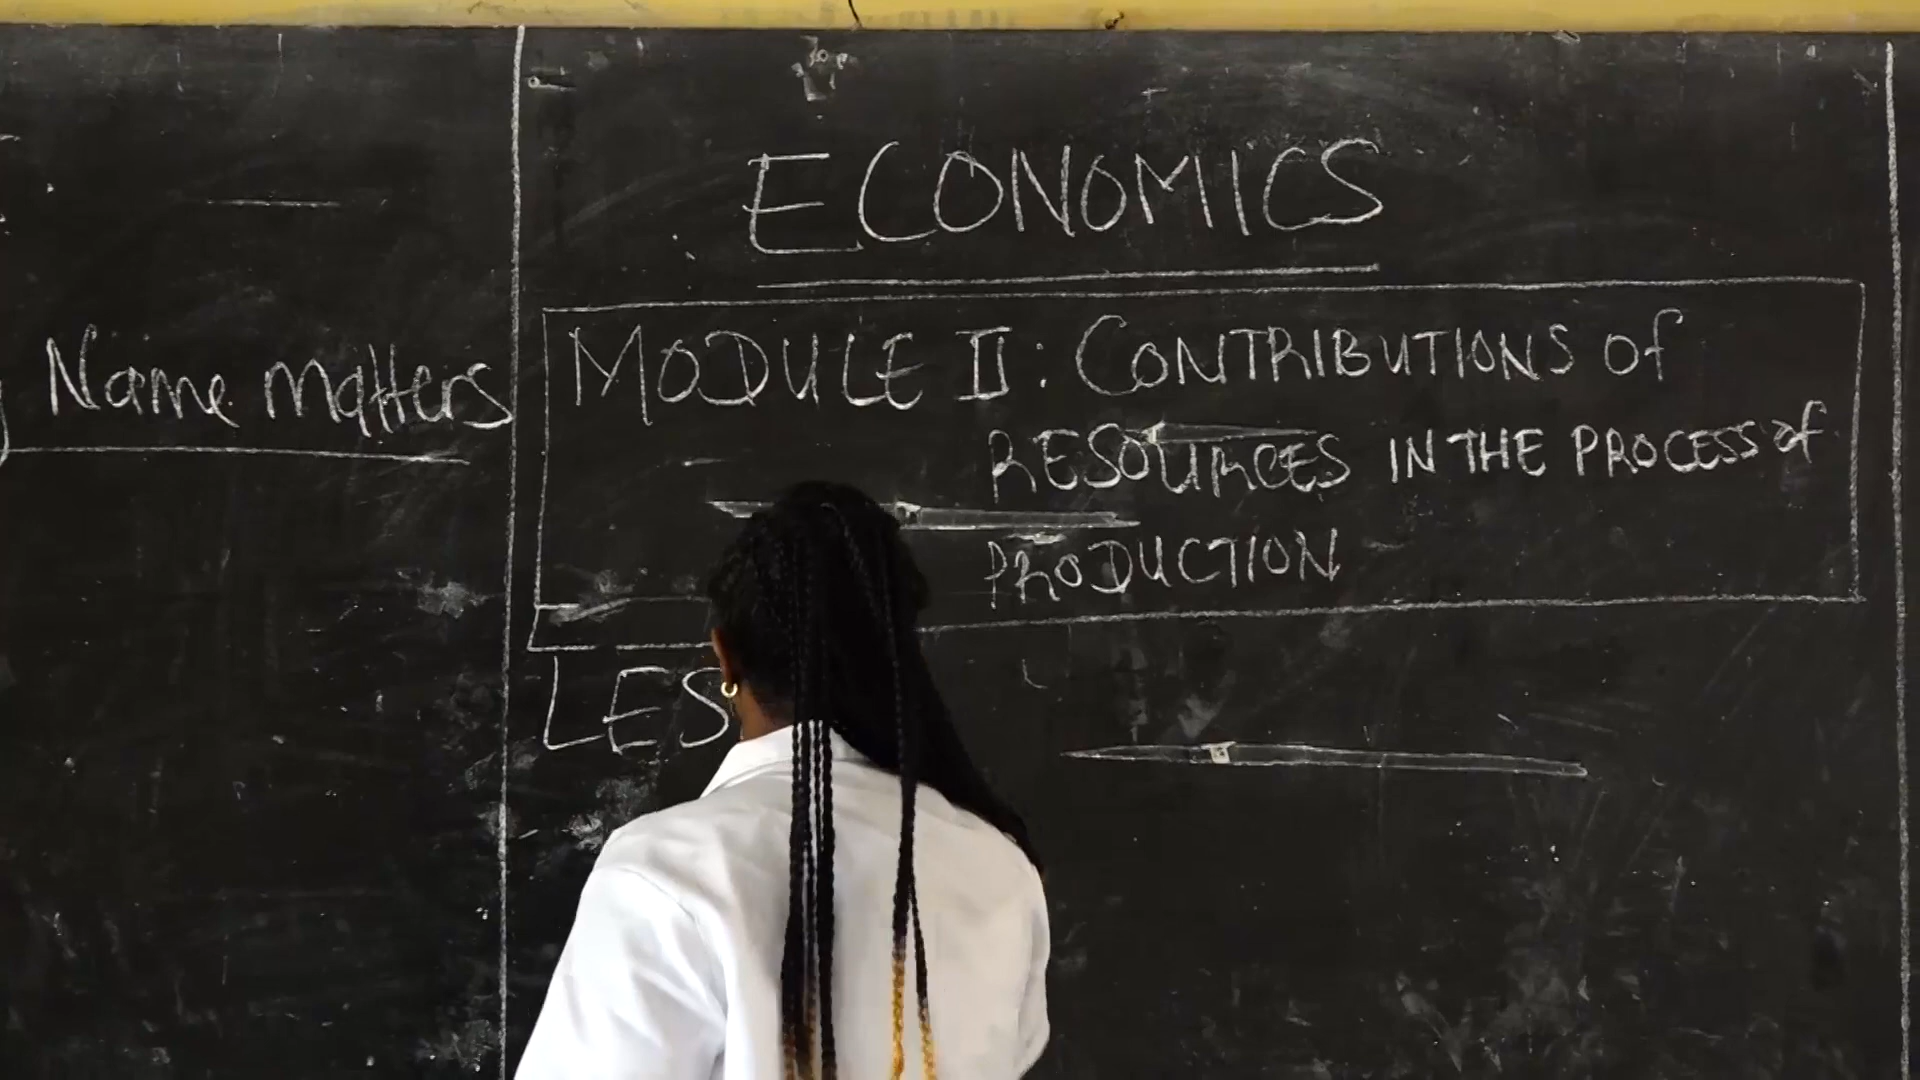 Name matters
ECONOMICS
MODULE II: CONTRIBUTIONS Of
RESOURCES IN THE PROCESS of
PRODUCTION
LES